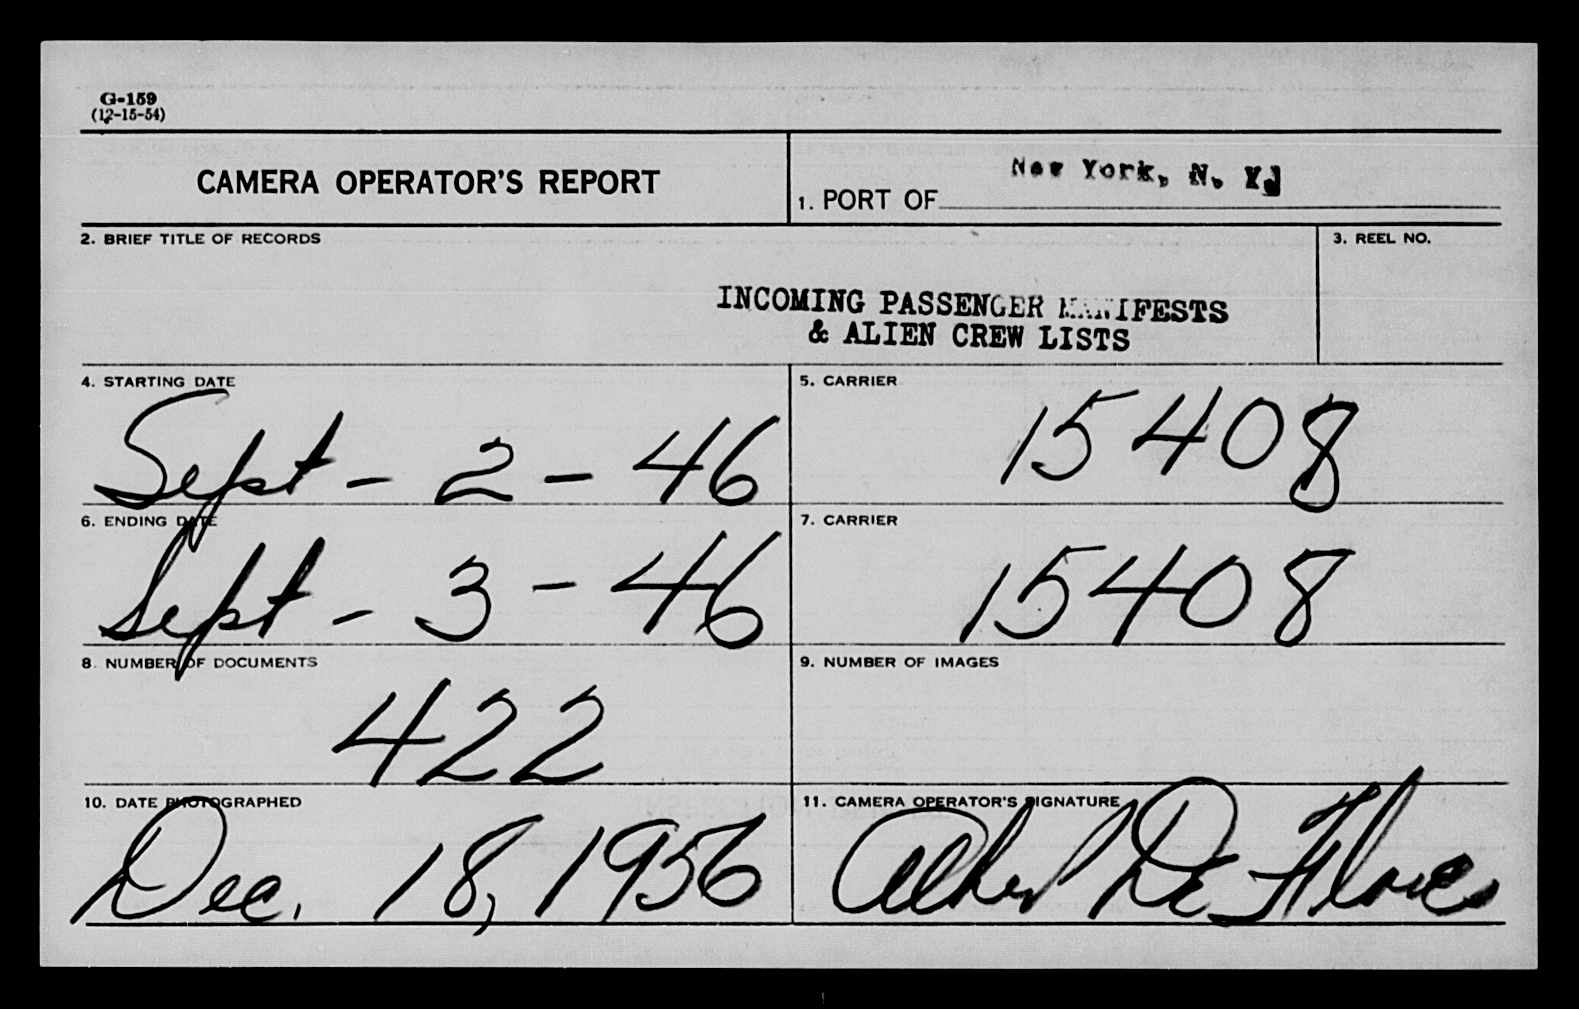 G-159
(12-15-54)
CAMERA OPERATOR'S REPORT
1. PORT OF New York, N. Y.
2. BRIEF TITLE OF RECORDS
3. REEL NO.
INCOMING PASSENGER MANIFESTS
& ALIEN CREW LISTS
4. STARTING DATE
Sept - 2 - 46
5. CARRIER
15408
6. ENDING DATE
Sept - 3 - 46
7. CARRIER
15408
8. NUMBER OF DOCUMENTS
422
9. NUMBER OF IMAGES
10. DATE PHOTOGRAPHED
Dec. 18, 1956
11. CAMERA OPERATOR'S SIGNATURE
De